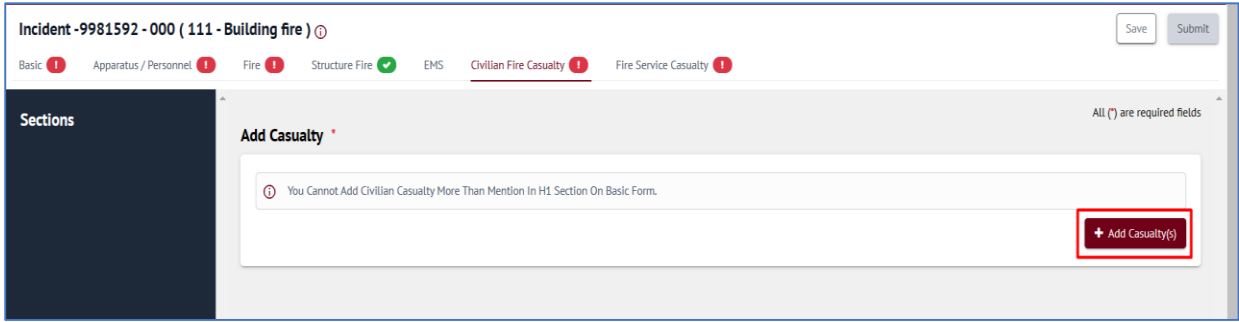 Incident -9981592 - 000 ( 111 - Building fire )
Save
Submit
Basic
Apparatus / Personnel
Fire
Structure Fire
EMS
Civilian Fire Casualty
Fire Service Casualty
Sections
All (*) are required fields
Add Casualty *
You Cannot Add Civilian Casualty More Than Mention In H1 Section On Basic Form.
+ Add Casualty(s)